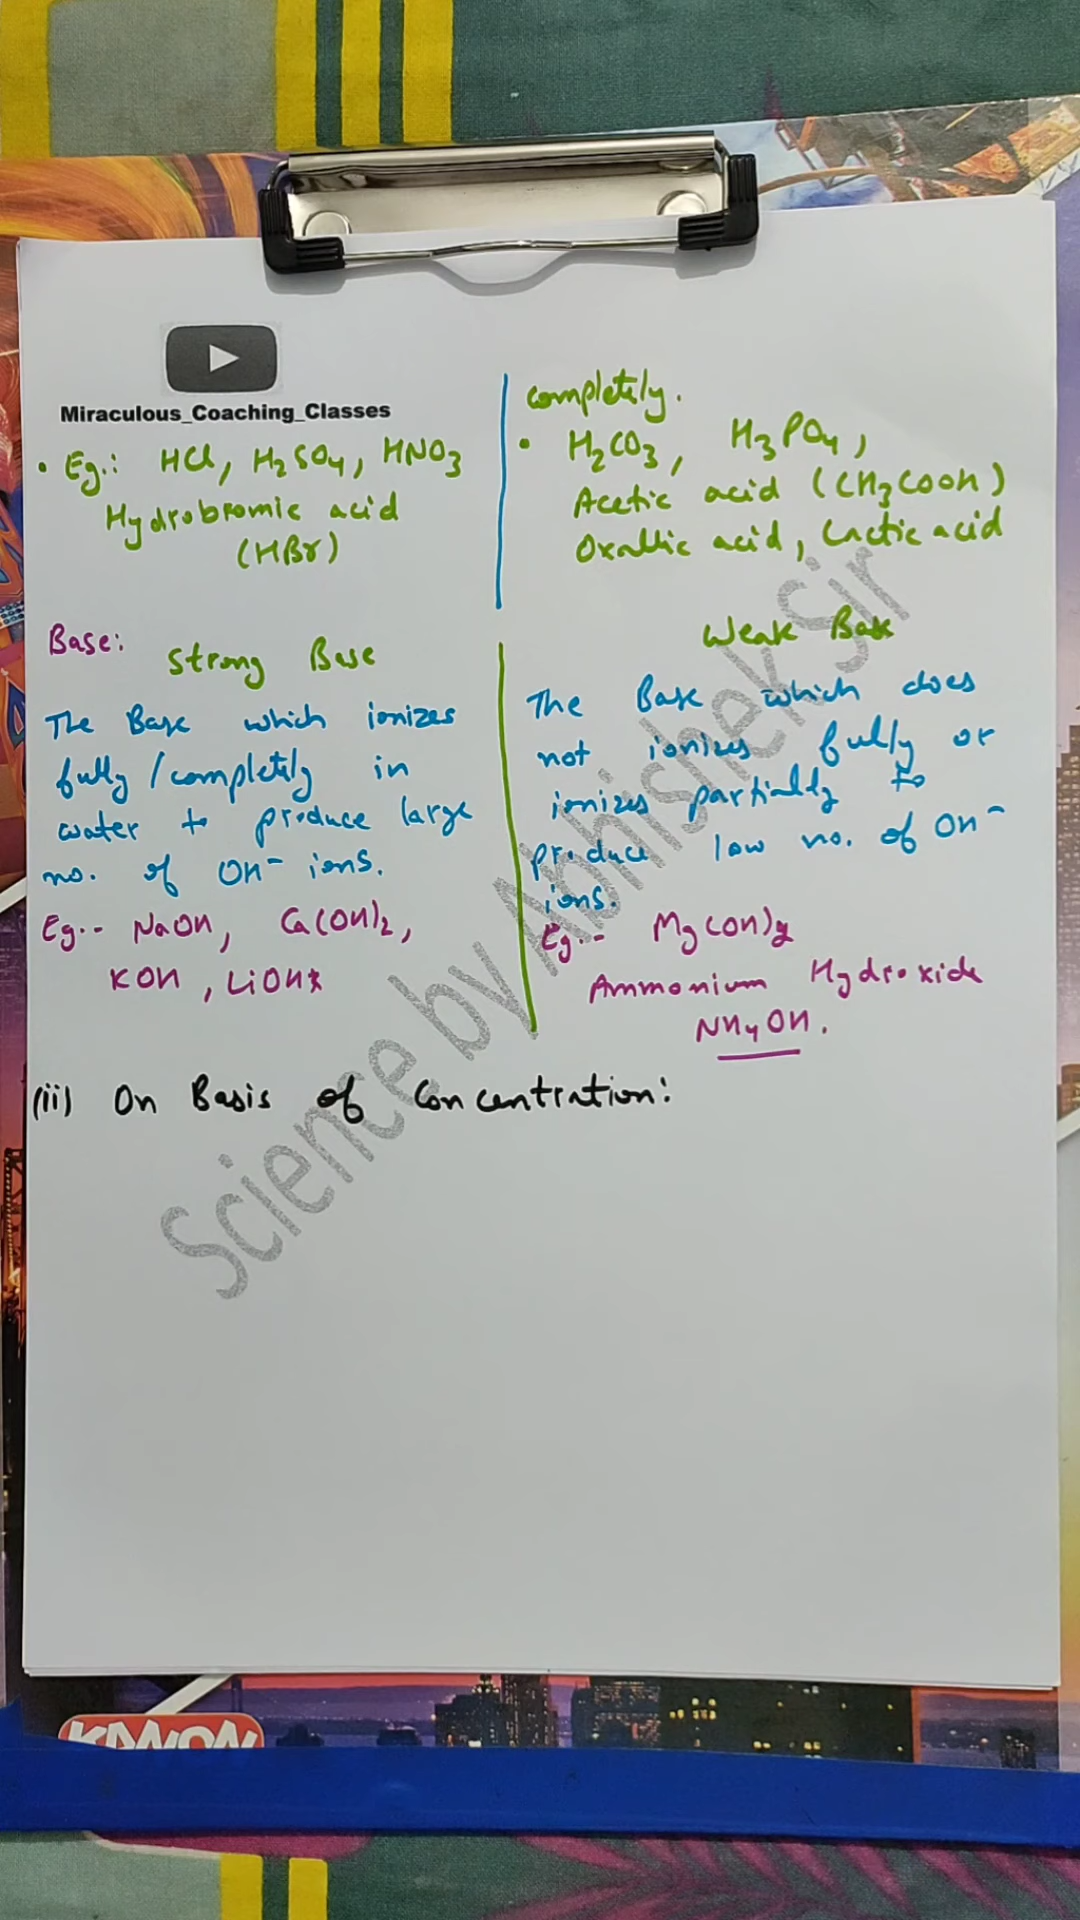 Miraculous_Coaching_Classes
• Eg.: HCl, H₂SO₄, HNO₃
Hydrobromic acid
(HBr)
completely.
• H₂CO₃, H₃PO₄,
Acetic acid (CH₃COOH)
Oxallic acid, Lactic acid
Base:
Strong Base
The Base which ionizes
fully / completely in
water to produce large
no. of OH⁻ ions.
Eg.- NaOH, Ca(OH)₂,
KOH, LiOH
Weak Base
The Base which does
not ionizes fully or
ionizes partially to
produce low no. of OH⁻
ions.
Eg.- Mg(OH)₂
Ammonium Hydroxide
NH₄OH.
(ii) On Basis of Concentration:
Science by Abhishek Sir
KANON